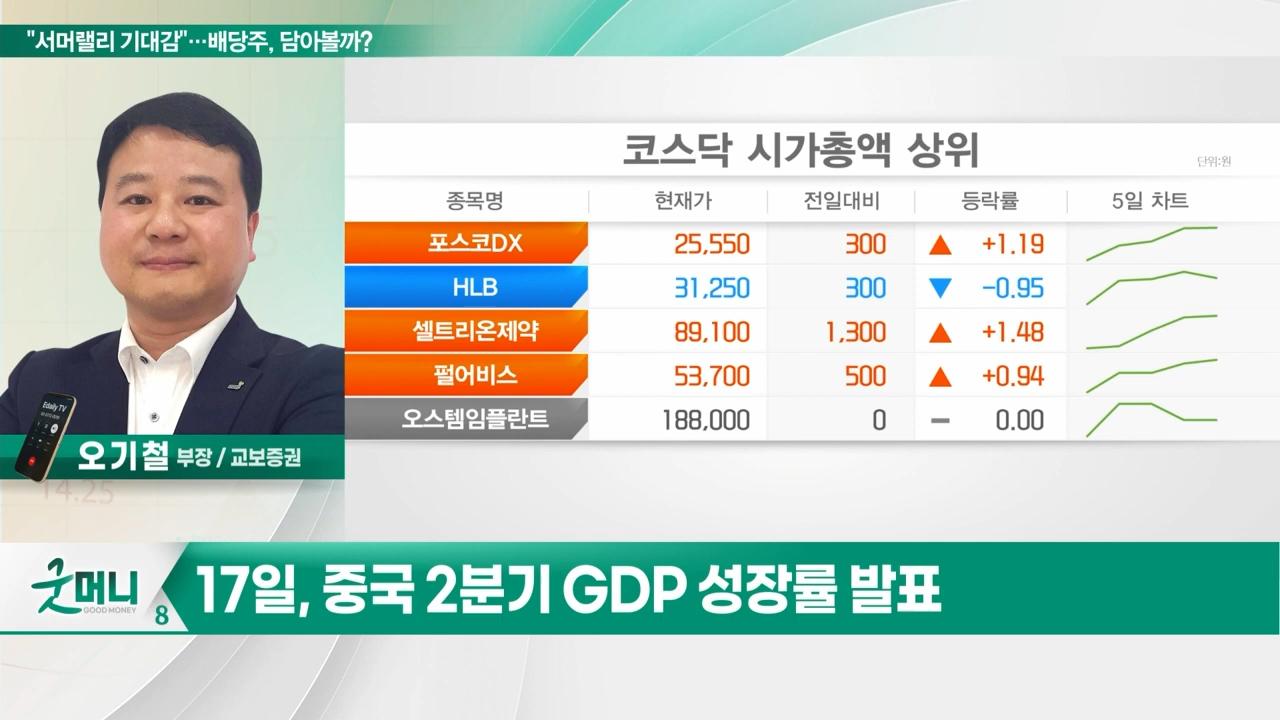 "서머랠리 기대감"…배당주, 담아볼까?
코스닥 시가총액 상위
단위:원
종목명 현재가 전일대비 등락률 5일 차트
포스코DX 25,550 300 ▲ +1.19
HLB 31,250 300 ▼ -0.95
셀트리온제약 89,100 1,300 ▲ +1.48
펄어비스 53,700 500 ▲ +0.94
오스템임플란트 188,000 0 - 0.00
Edaily TV
오기철 부장 / 교보증권
14.25
굿머니
GOOD MONEY
8
17일, 중국 2분기 GDP 성장률 발표